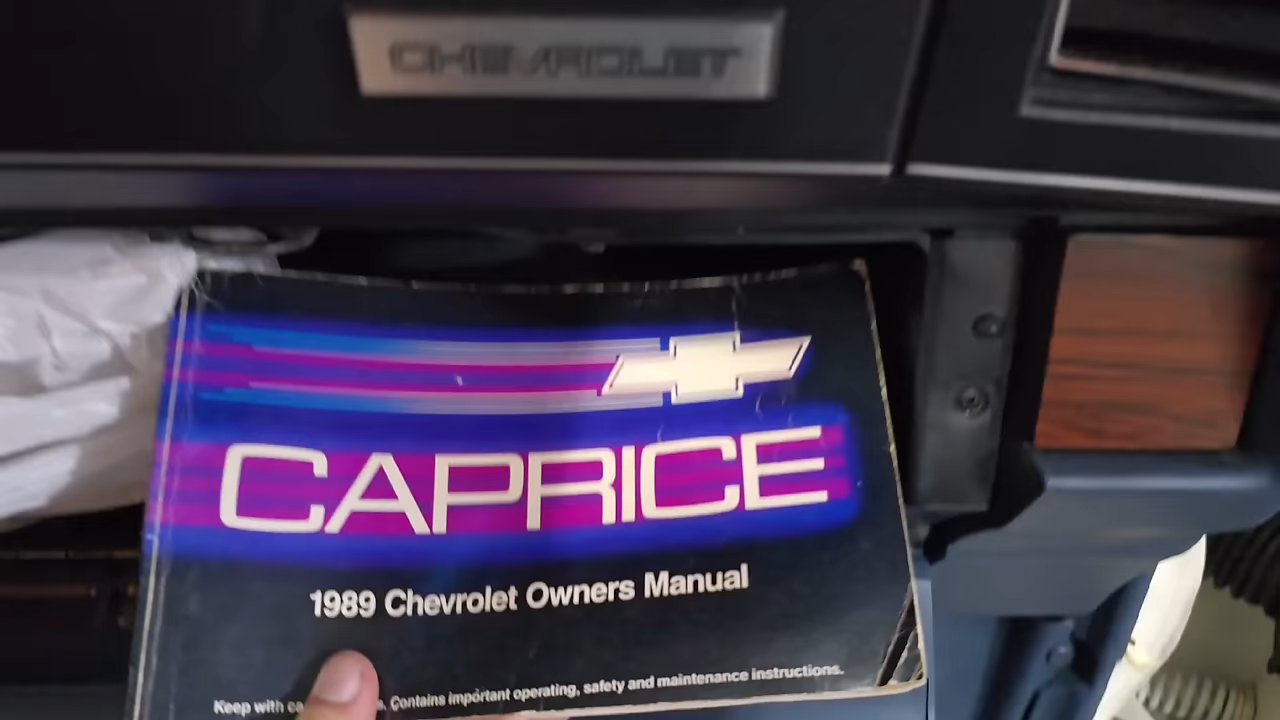 CHEVROLET
CAPRICE
1989 Chevrolet Owners Manual
Keep with Contains important operating, safety and maintenance instructions.